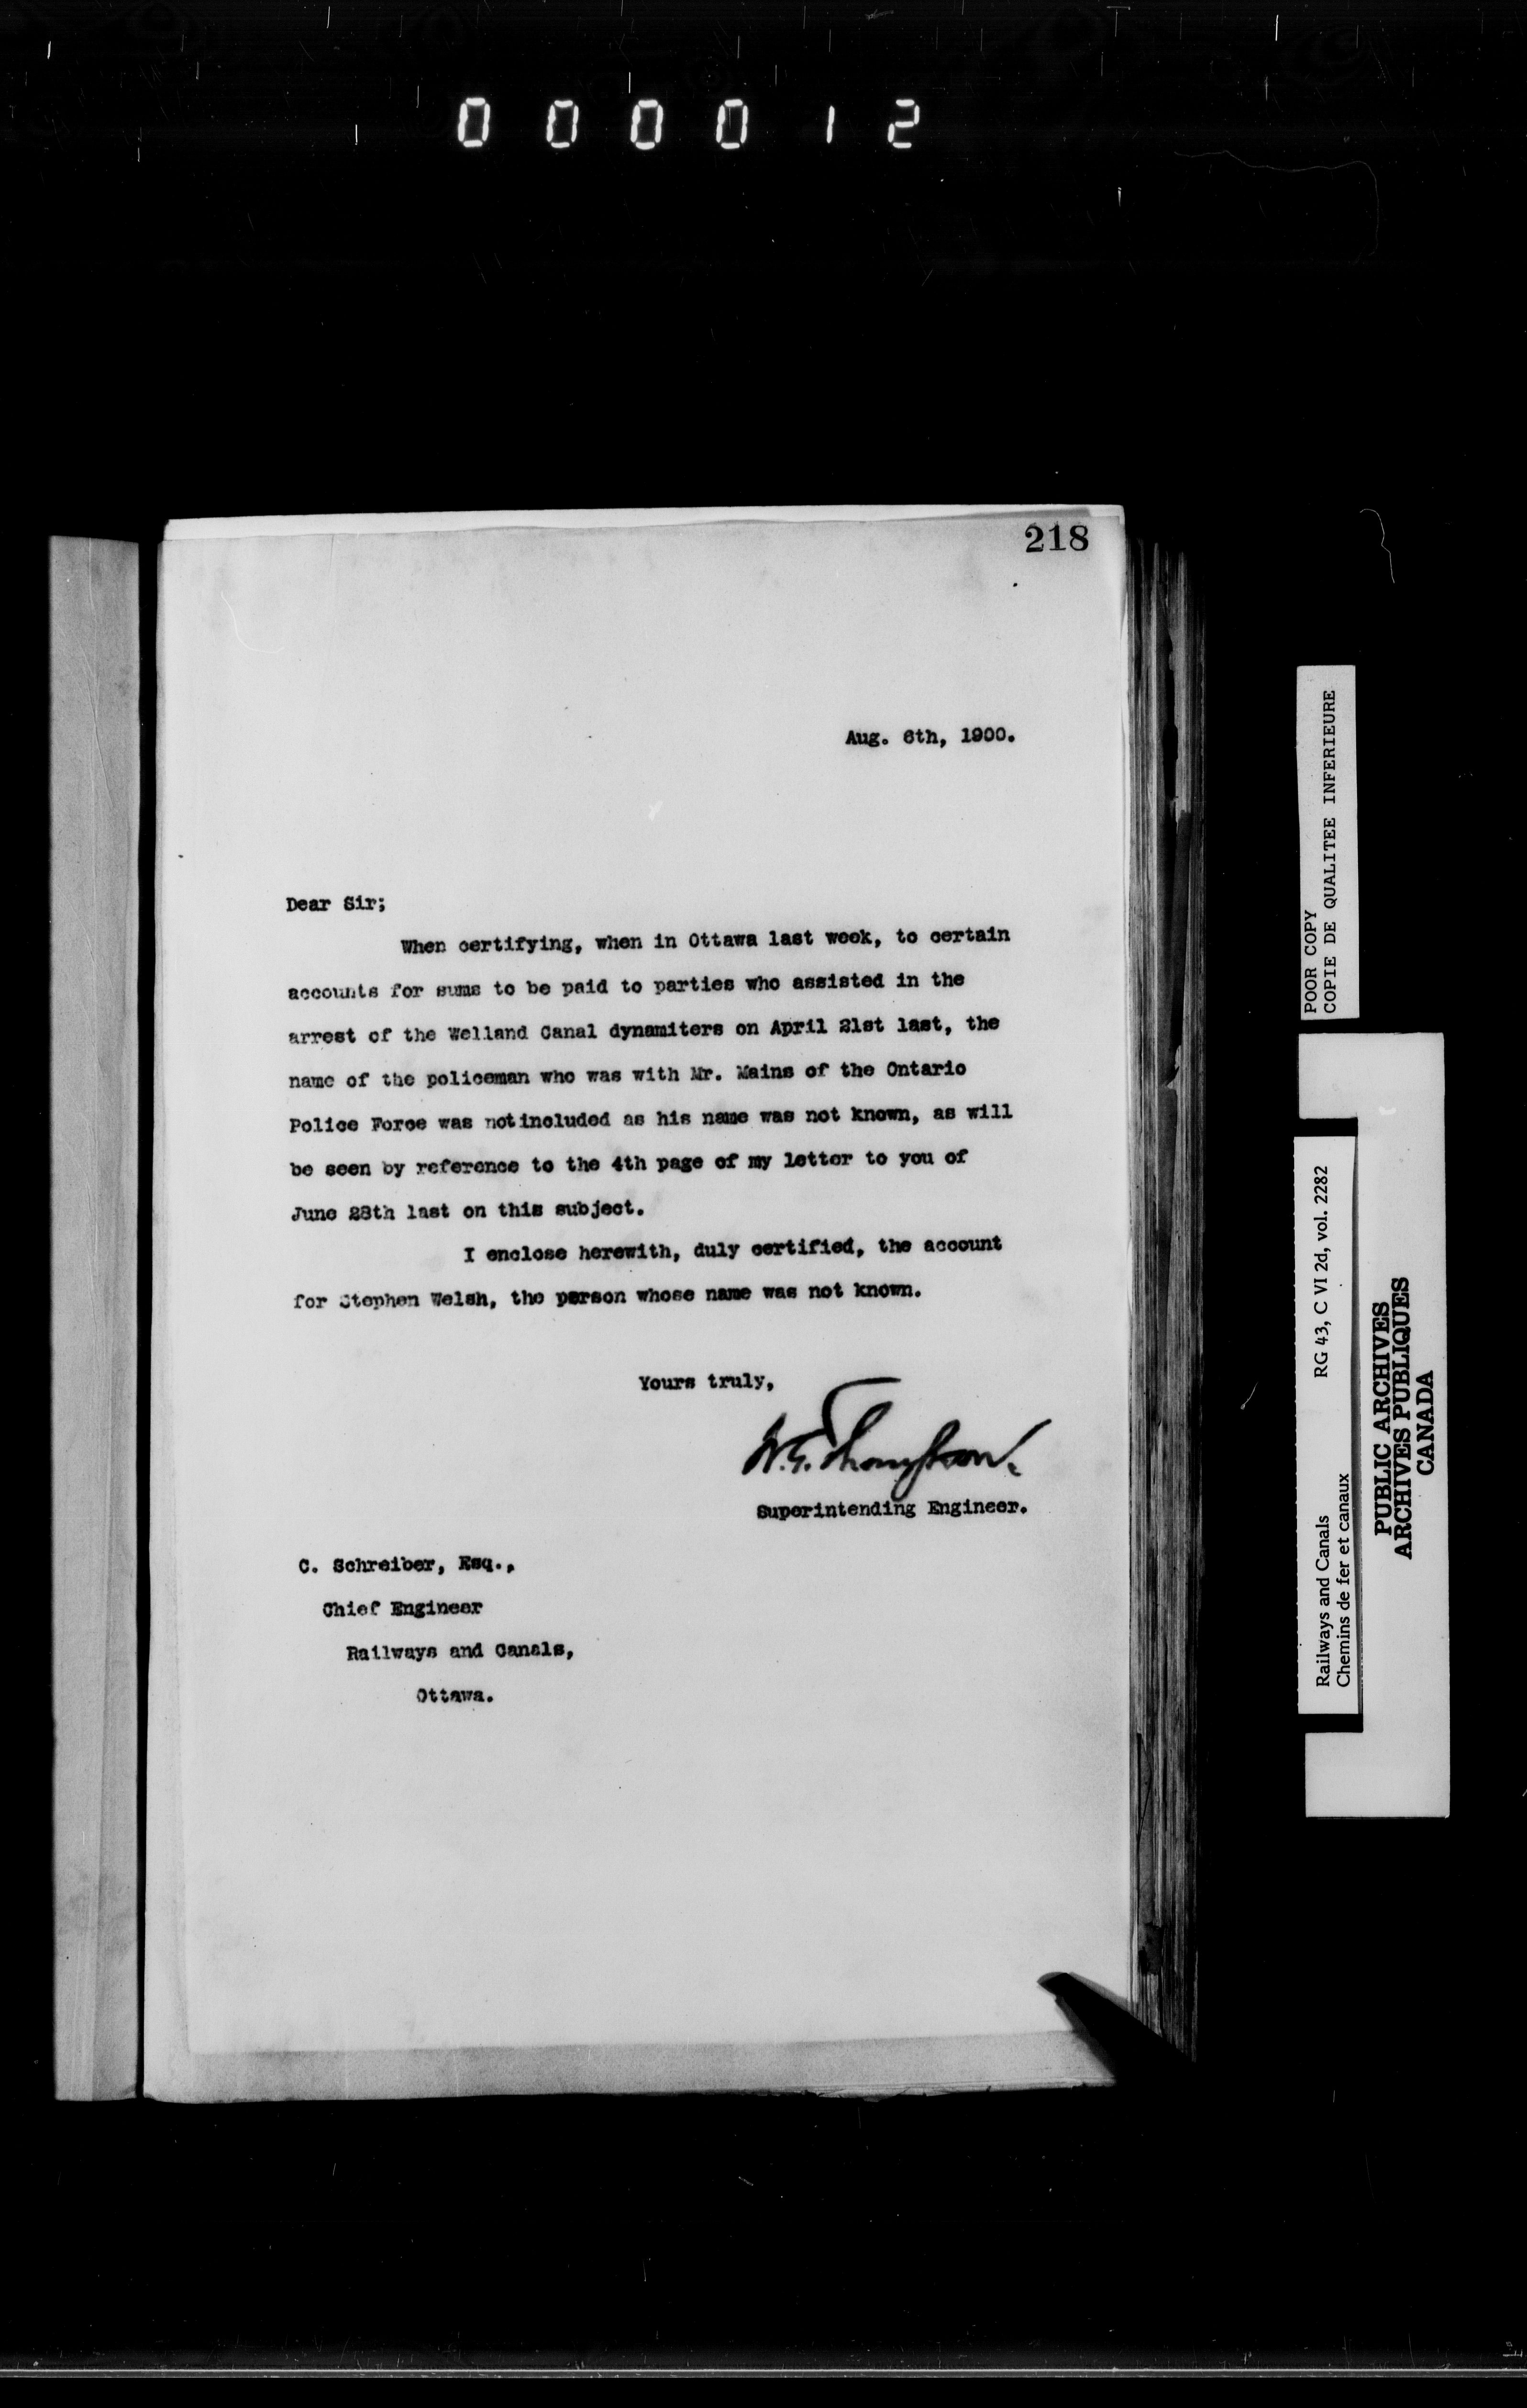 000012
218
Aug. 6th, 1900.
Dear Sir;
When certifying, when in Ottawa last week, to certain
accounts for sums to be paid to parties who assisted in the
arrest of the Welland Canal dynamiters on April 21st last, the
name of the policeman who was with Mr. Mains of the Ontario
Police Force was not included as his name was not known, as will
be seen by reference to the 4th page of my letter to you of
June 28th last on this subject.
I enclose herewith, duly certified, the account
for Stephen Welsh, the person whose name was not known.
Yours truly,
W.G. Thompson.
Superintending Engineer.
C. Schreiber, Esq.,
Chief Engineer
Railways and Canals,
Ottawa.
POOR COPY
COPIE DE QUALITEE INFERIEURE
Railways and Canals RG 43, C VI 2d, vol. 2282
Chemins de fer et canaux
PUBLIC ARCHIVES
ARCHIVES PUBLIQUES
CANADA